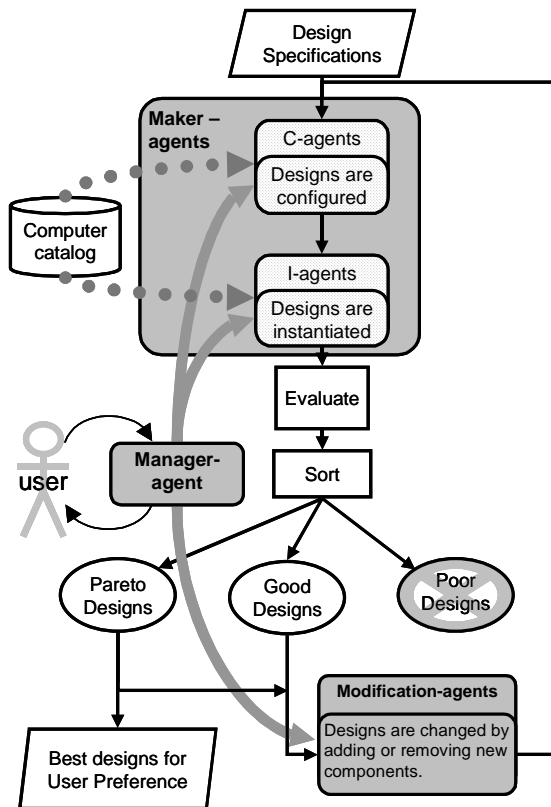 Design
Specifications
Maker –
agents
C-agents
Designs are
configured
Computer
catalog
I-agents
Designs are
instantiated
Evaluate
Manager-
agent
user
Sort
Pareto
Designs
Good
Designs
Poor
Designs
Modification-agents
Designs are changed by
adding or removing new
components.
Best designs for
User Preference